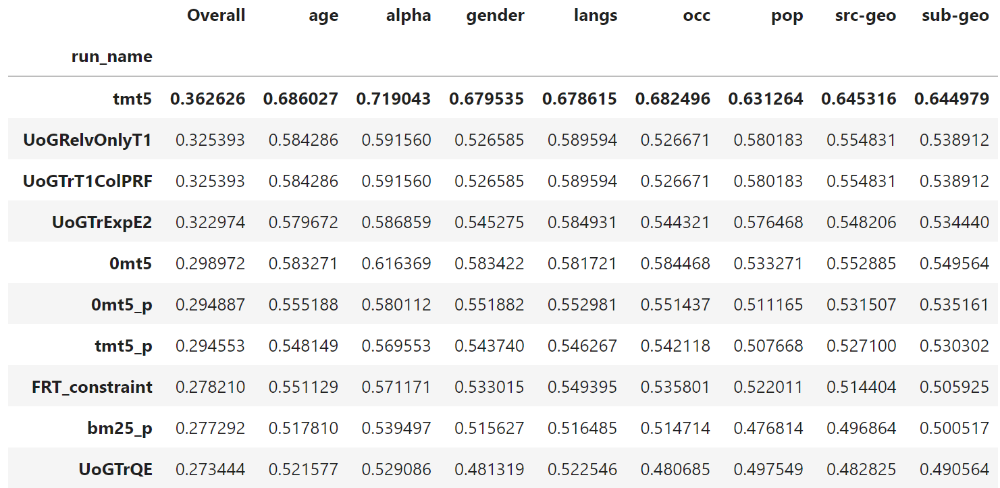 Overall age alpha gender langs occ pop src-geo sub-geo
run_name
tmt5 0.362626 0.686027 0.719043 0.679535 0.678615 0.682496 0.631264 0.645316 0.644979
UoGRelvOnlyT1 0.325393 0.584286 0.591560 0.526585 0.589594 0.526671 0.580183 0.554831 0.538912
UoGTrT1ColPRF 0.325393 0.584286 0.591560 0.526585 0.589594 0.526671 0.580183 0.554831 0.538912
UoGTrExpE2 0.322974 0.579672 0.586859 0.545275 0.584931 0.544321 0.576468 0.548206 0.534440
0mt5 0.298972 0.583271 0.616369 0.583422 0.581721 0.584468 0.533271 0.552885 0.549564
0mt5_p 0.294887 0.555188 0.580112 0.551882 0.552981 0.551437 0.511165 0.531507 0.535161
tmt5_p 0.294553 0.548149 0.569553 0.543740 0.546267 0.542118 0.507668 0.527100 0.530302
FRT_constraint 0.278210 0.551129 0.571171 0.533015 0.549395 0.535801 0.522011 0.514404 0.505925
bm25_p 0.277292 0.517810 0.539497 0.515627 0.516485 0.514714 0.476814 0.496864 0.500517
UoGTrQE 0.273444 0.521577 0.529086 0.481319 0.522546 0.480685 0.497549 0.482825 0.490564